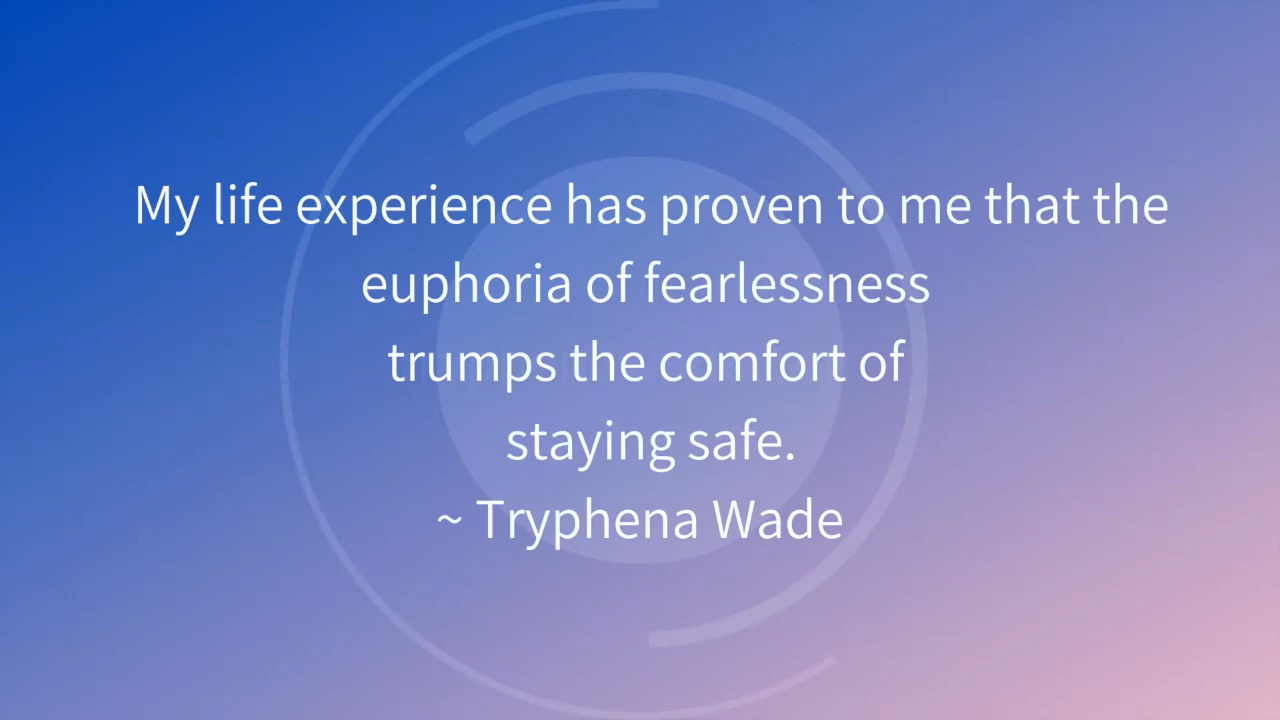 My life experience has proven to me that the
euphoria of fearlessness
trumps the comfort of
staying safe.
~ Tryphena Wade